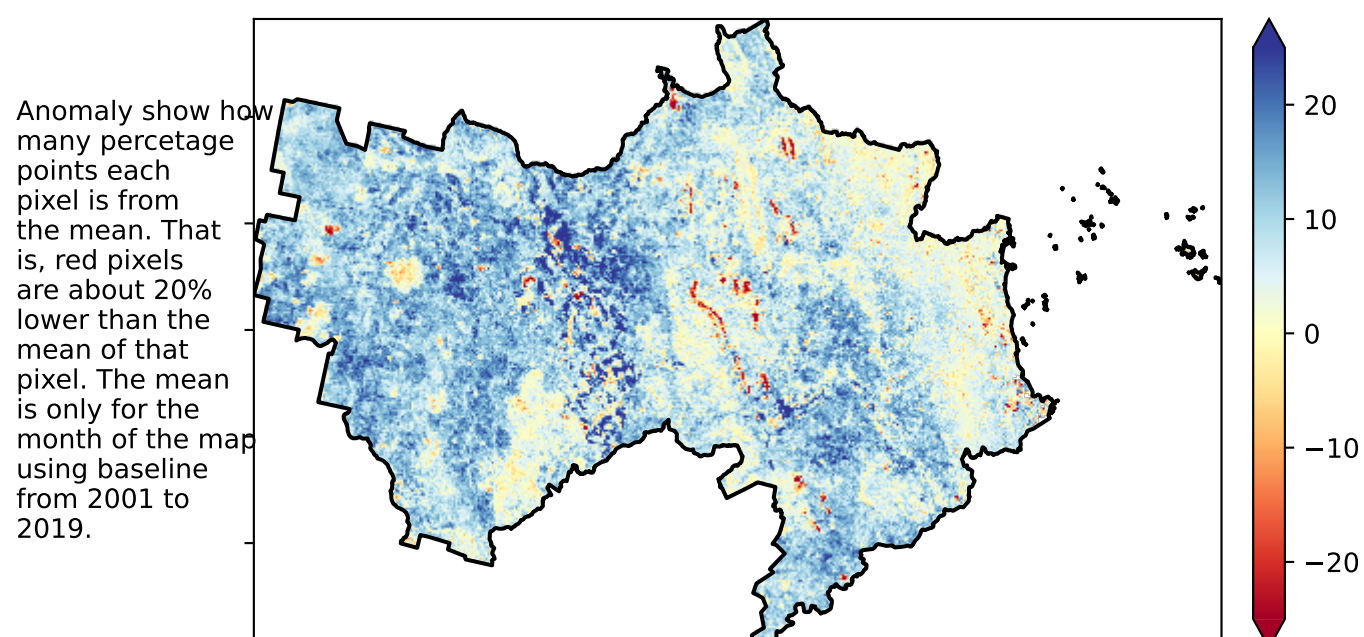 Anomaly show how
many percetage
points each
pixel is from
the mean. That
is, red pixels
are about 20%
lower than the
mean of that
pixel. The mean
is only for the
month of the map
using baseline
from 2001 to
2019.
20
10
0
−10
−20